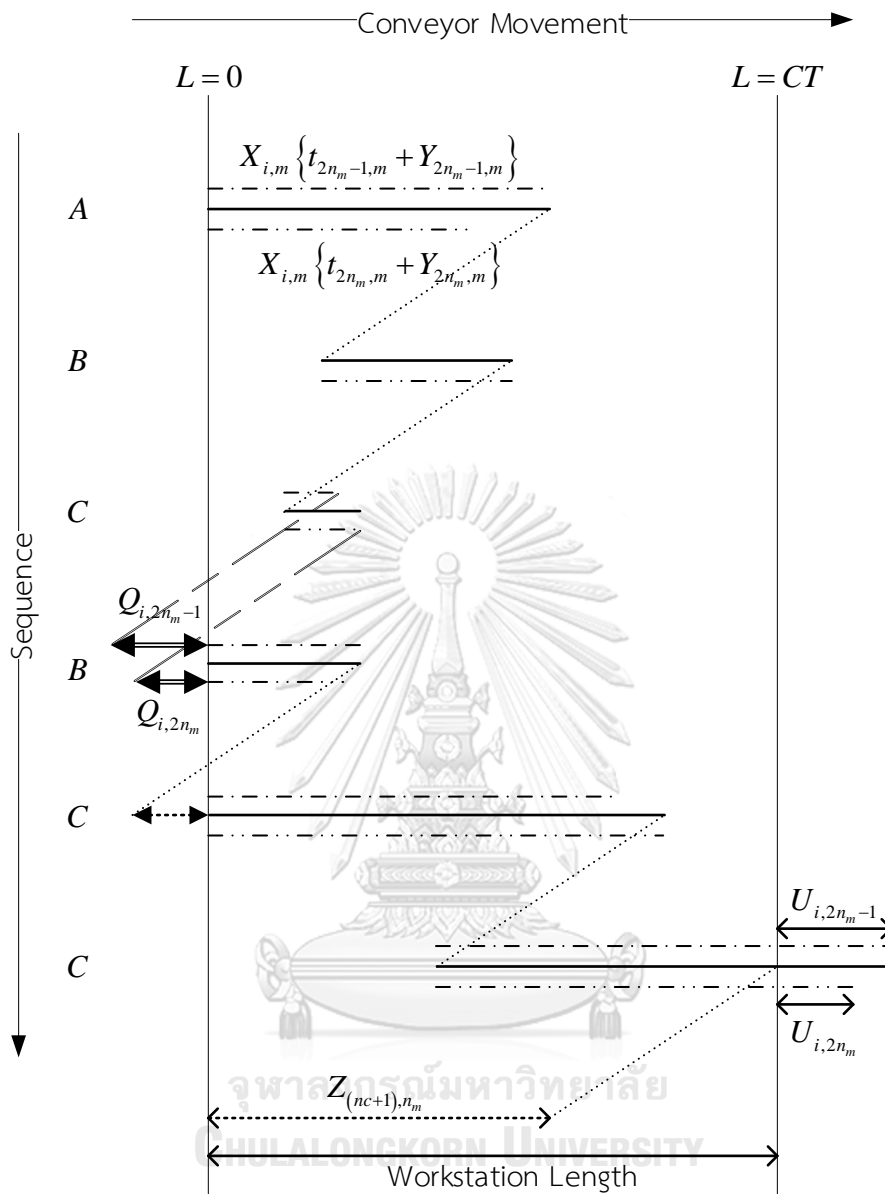 Conveyor Movement
L = 0
L = CT
X_{i,m} {t_{2n_m−1,m} + Y_{2n_m−1,m}}
A
X_{i,m} {t_{2n_m,m} + Y_{2n_m,m}}
B
C
Sequence
Q_{i,2n_m−1}
B
Q_{i,2n_m}
C
U_{i,2n_m−1}
C
U_{i,2n_m}
จุฬาลงกรณ์มหาวิทยาลัย
Z_{(nc+1),n_m}
CHULALONGKORN UNIVERSITY
Workstation Length